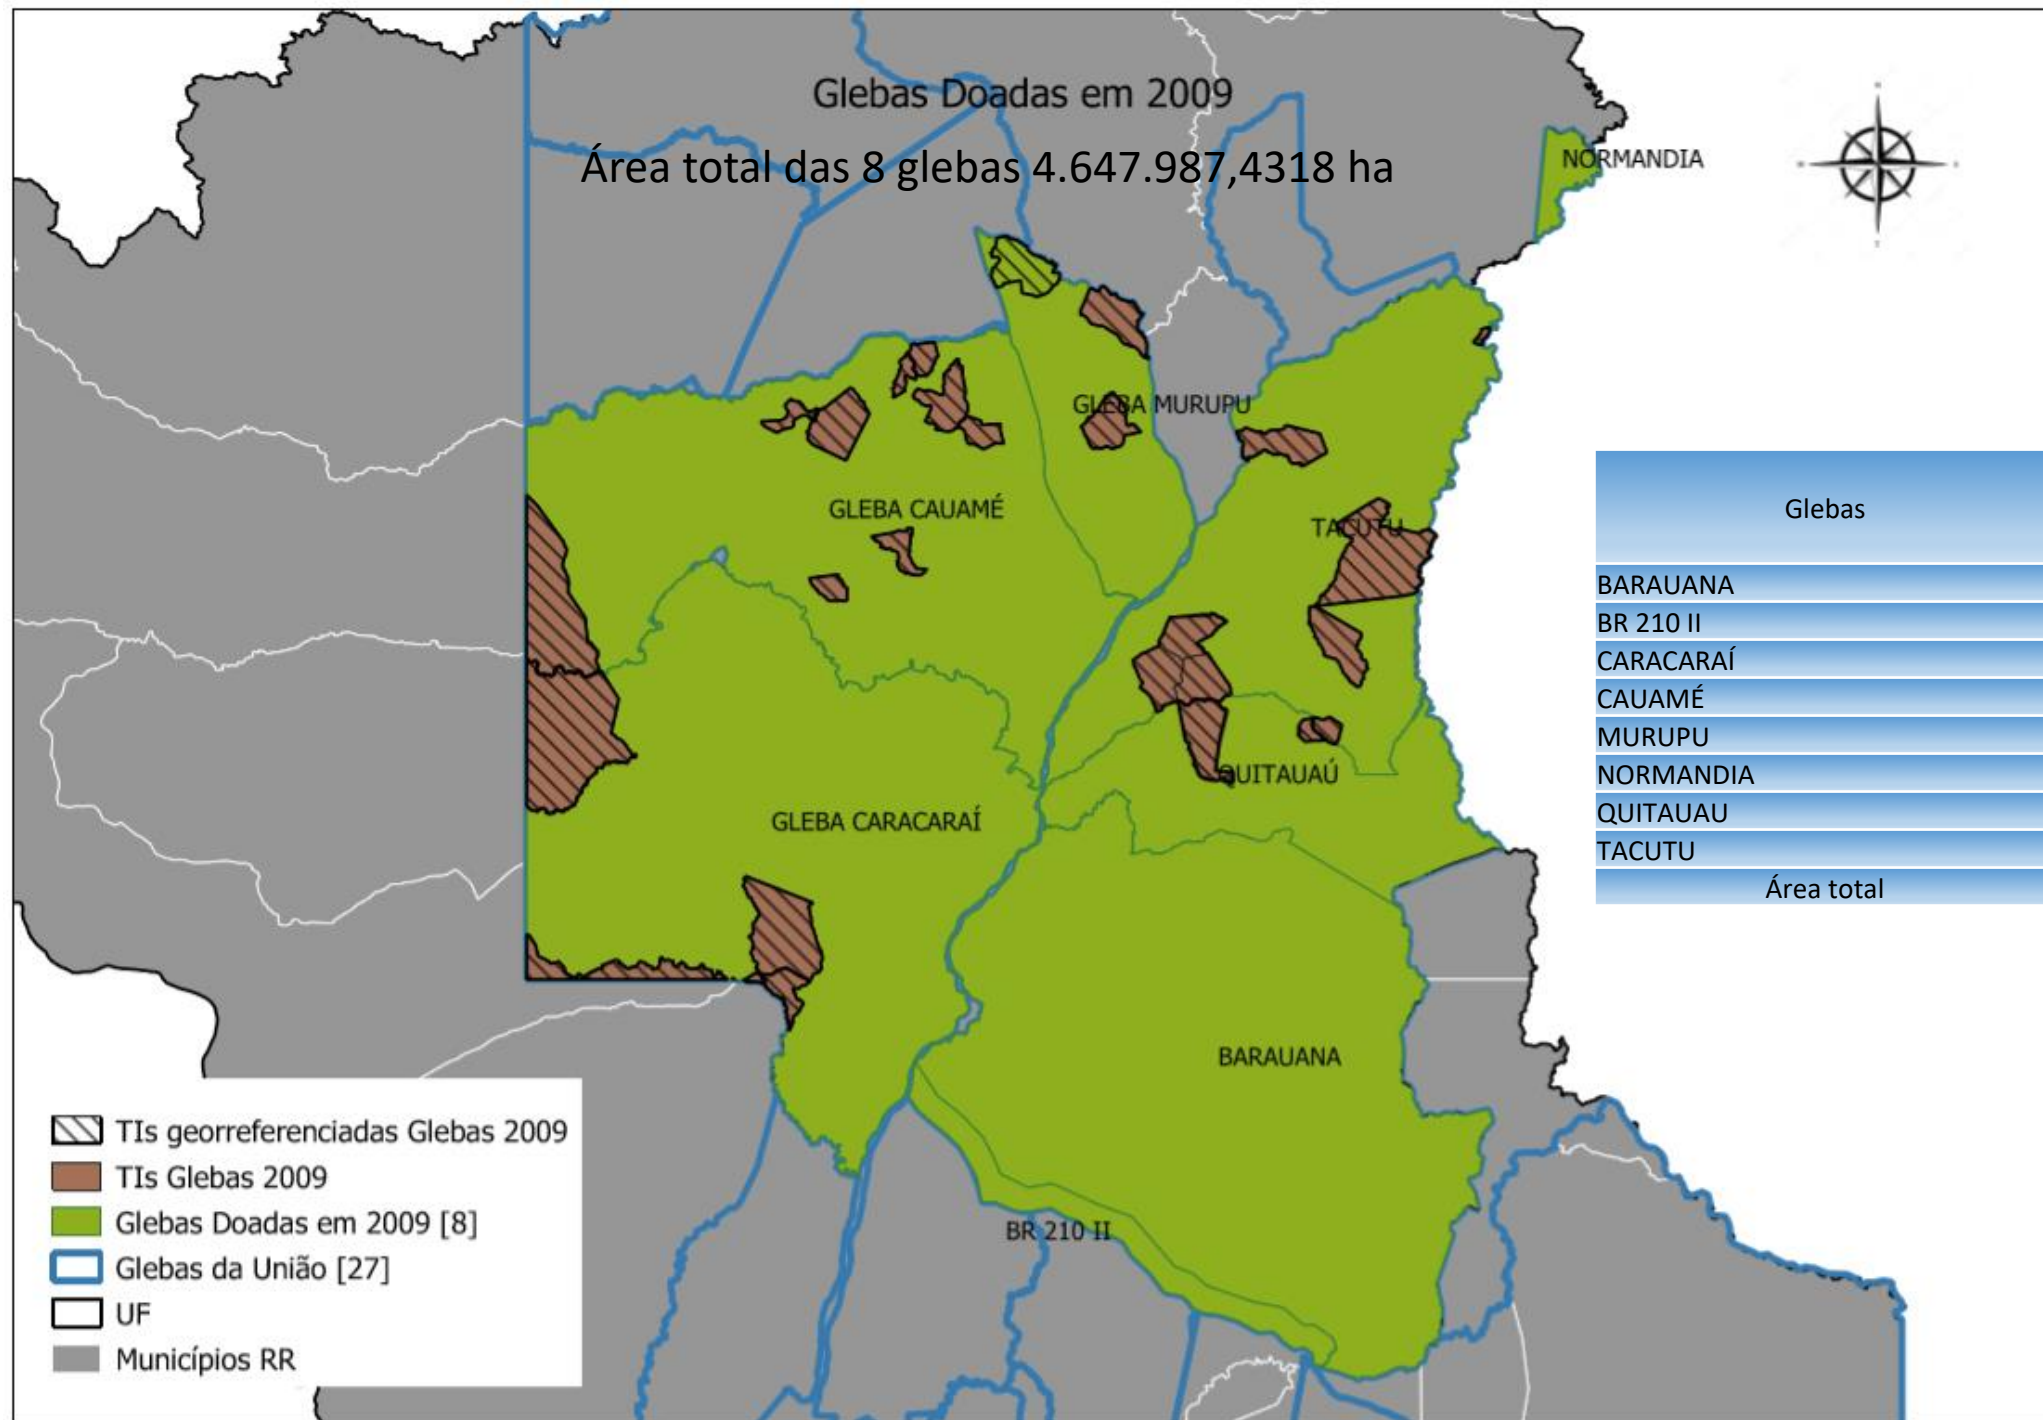 Glebas Doadas em 2009
Área total das 8 glebas 4.647.987,4318 ha
NORMANDIA
GLEBA MURUPU
GLEBA CAUAMÉ
TACUTU
QUITAUAÚ
GLEBA CARACARAÍ
BARAUANA
BR 210 II
TIs georreferenciadas Glebas 2009
TIs Glebas 2009
Glebas Doadas em 2009 [8]
Glebas da União [27]
UF
Municípios RR
Glebas
BARAUANA
BR 210 II
CARACARAÍ
CAUAMÉ
MURUPU
NORMANDIA
QUITAUAU
TACUTU
Área total